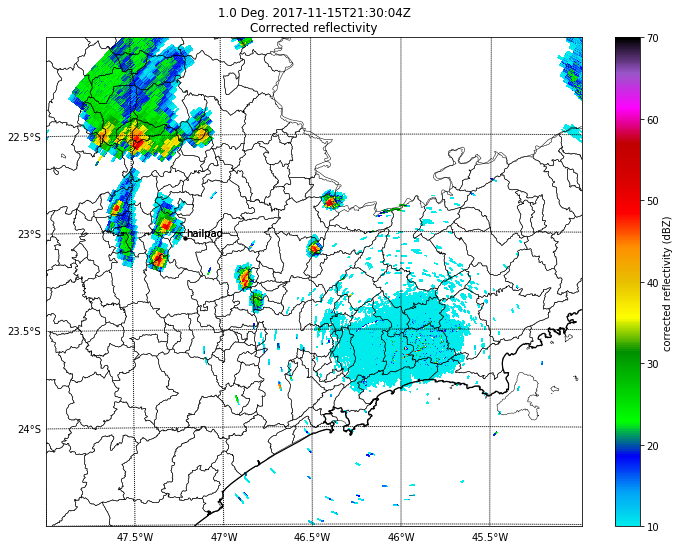 1.0 Deg. 2017-11-15T21:30:04Z
Corrected reflectivity
22.5°S
23°S
23.5°S
24°S
hailpad
47.5°W
47°W
46.5°W
46°W
45.5°W
70
60
50
40
30
20
10
corrected reflectivity (dBZ)